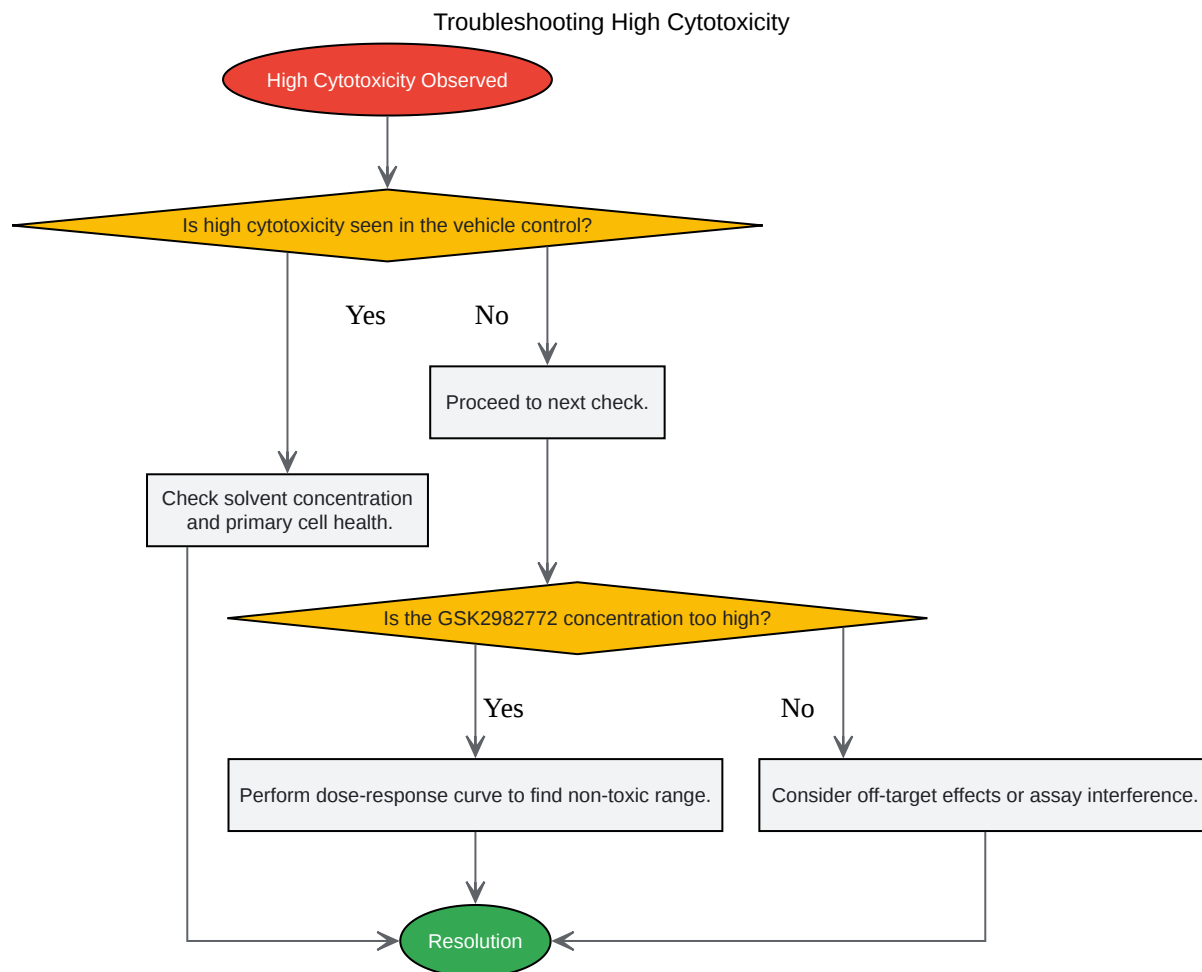 Troubleshooting High Cytotoxicity
High Cytotoxicity Observed
Is high cytotoxicity seen in the vehicle control?
Yes
No
Proceed to next check.
Check solvent concentration
and primary cell health.
Is the GSK2982772 concentration too high?
Yes
No
Perform dose-response curve to find non-toxic range.
Consider off-target effects or assay interference.
Resolution